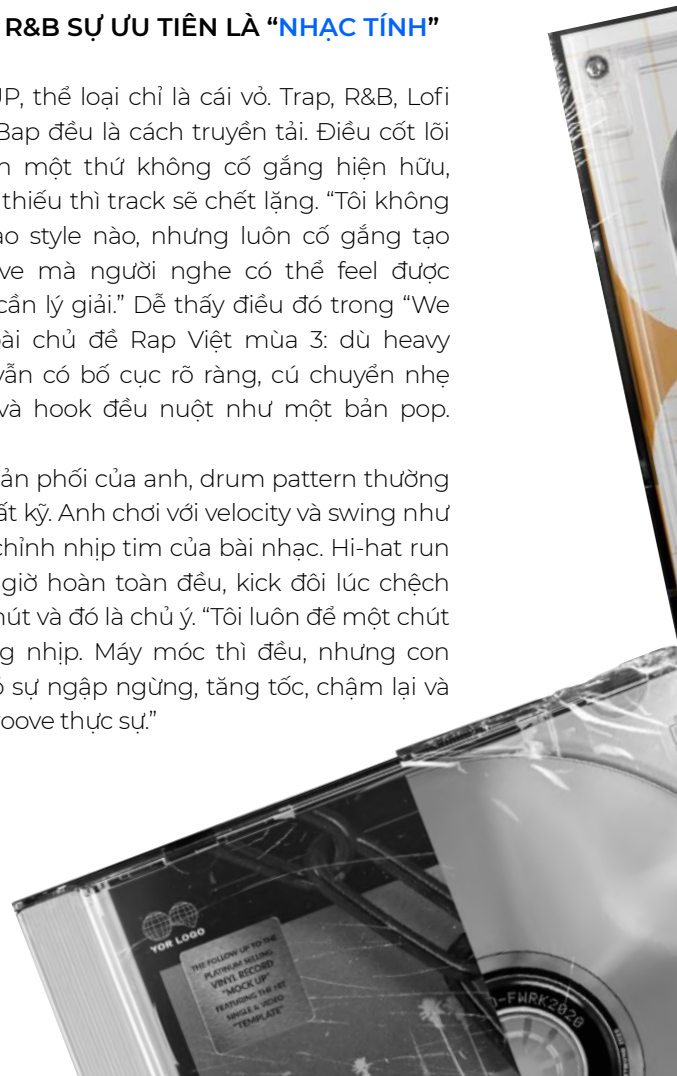 R&B SỰ ƯU TIÊN LÀ “NHẠC TÍNH”
UP, thể loại chỉ là cái vỏ. Trap, R&B, Lofi
Bap đều là cách truyền tải. Điều cốt lõi
một thứ không cố gắng hiện hữu,
thiếu thì track sẽ chết lặng. “Tôi không
ào style nào, nhưng luôn cố gắng tạo
ve mà người nghe có thể feel được
cần lý giải.” Dễ thấy điều đó trong “We
ài chủ đề Rap Việt mùa 3: dù heavy
vẫn có bố cục rõ ràng, cú chuyển nhẹ
và hook đều nuột như một bản pop.
ản phối của anh, drum pattern thường
ất kỹ. Anh chơi với velocity và swing như
chỉnh nhịp tim của bài nhạc. Hi-hat run
giờ hoàn toàn đều, kick đôi lúc chệch
hút và đó là chủ ý. “Tôi luôn để một chút
g nhịp. Máy móc thì đều, nhưng con
ó sự ngập ngừng, tăng tốc, chậm lại và
roove thực sự.”
YOR LOGO
THE FOLLOW UP TO THE
PLATINUM SELLING
VINYL RECORD
"MOCK UP"
FEATURING THE HIT
SINGLE & VIDEO
"TEMPLATE"
D-FWRK2020